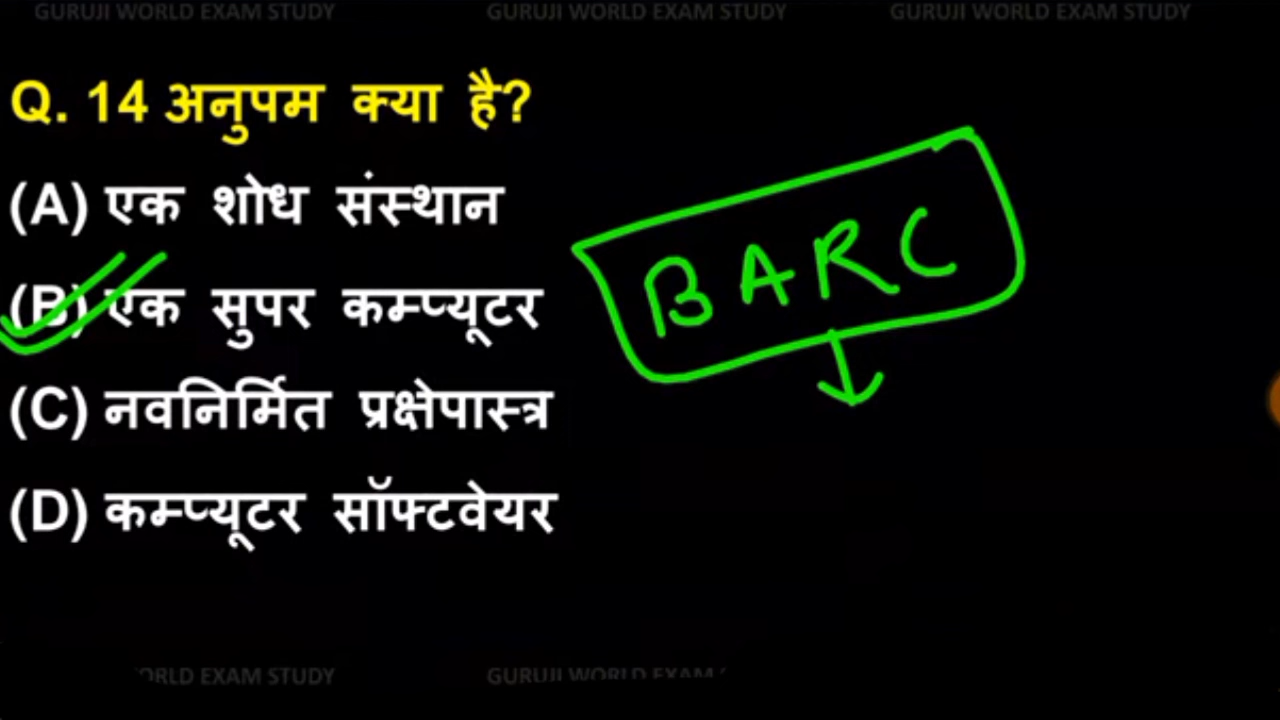 GURUJI WORLD EXAM STUDY GURUJI WORLD EXAM STUDY GURUJI WORLD EXAM STUDY
Q. 14 अनुपम क्या है?
(A) एक शोध संस्थान
(B) एक सुपर कम्प्यूटर
(C) नवनिर्मित प्रक्षेपास्त्र
(D) कम्प्यूटर सॉफ्टवेयर
BARC
EXAM STUDY GURUJI WORLD EXAM